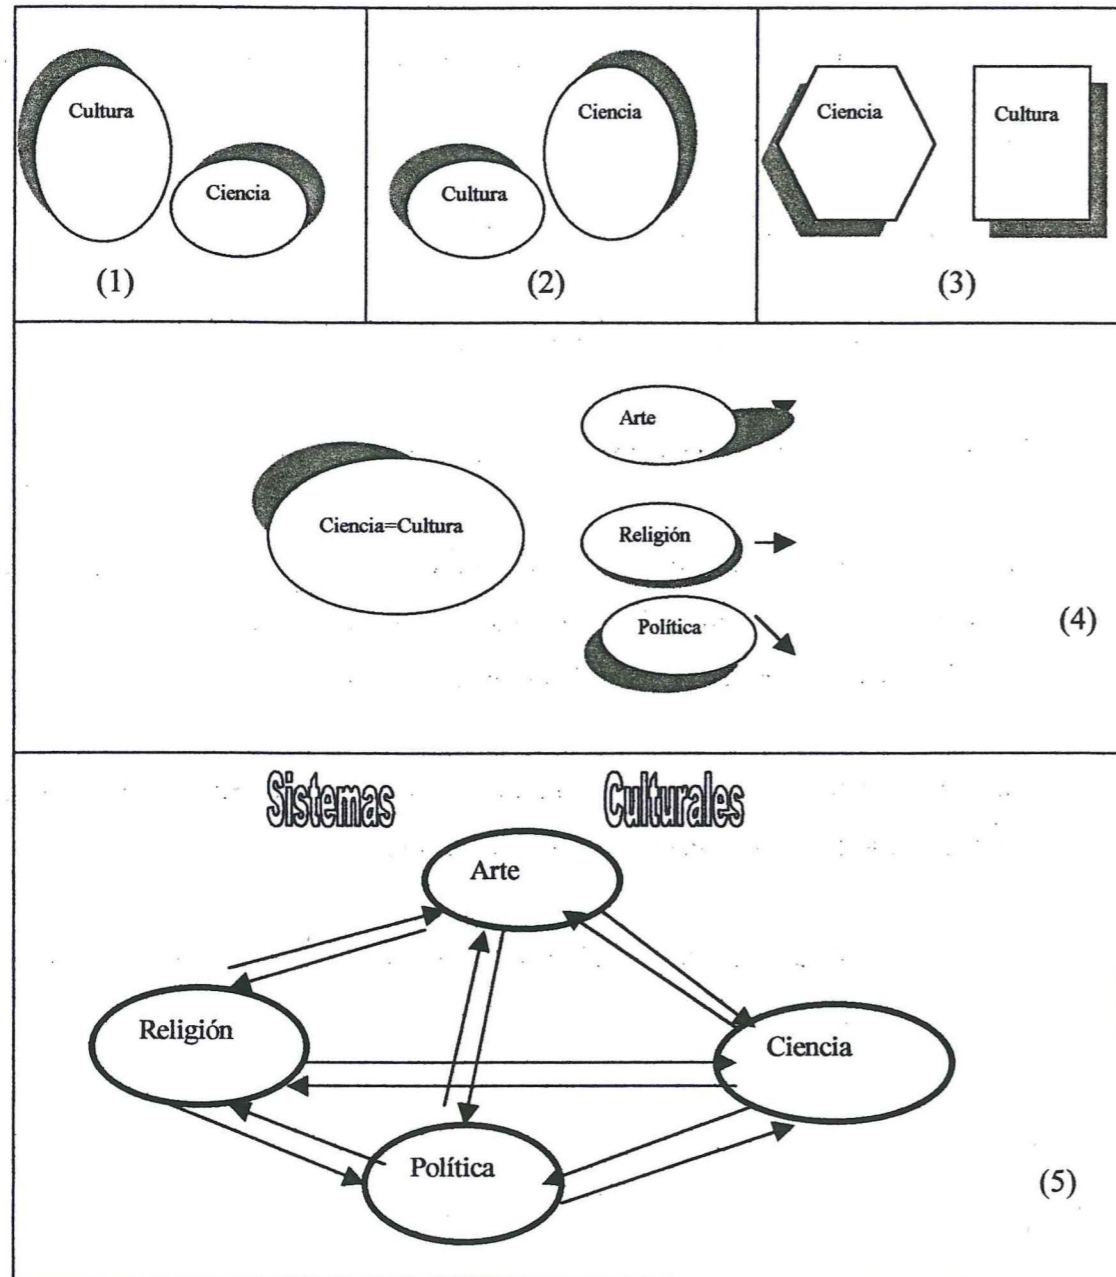 Cultura
Ciencia
(1)
Ciencia
Cultura
(2)
Ciencia
Cultura
(3)
Arte
Ciencia=Cultura
Religión
Política
(4)
Sistemas Culturales
Arte
Religión
Ciencia
Política
(5)